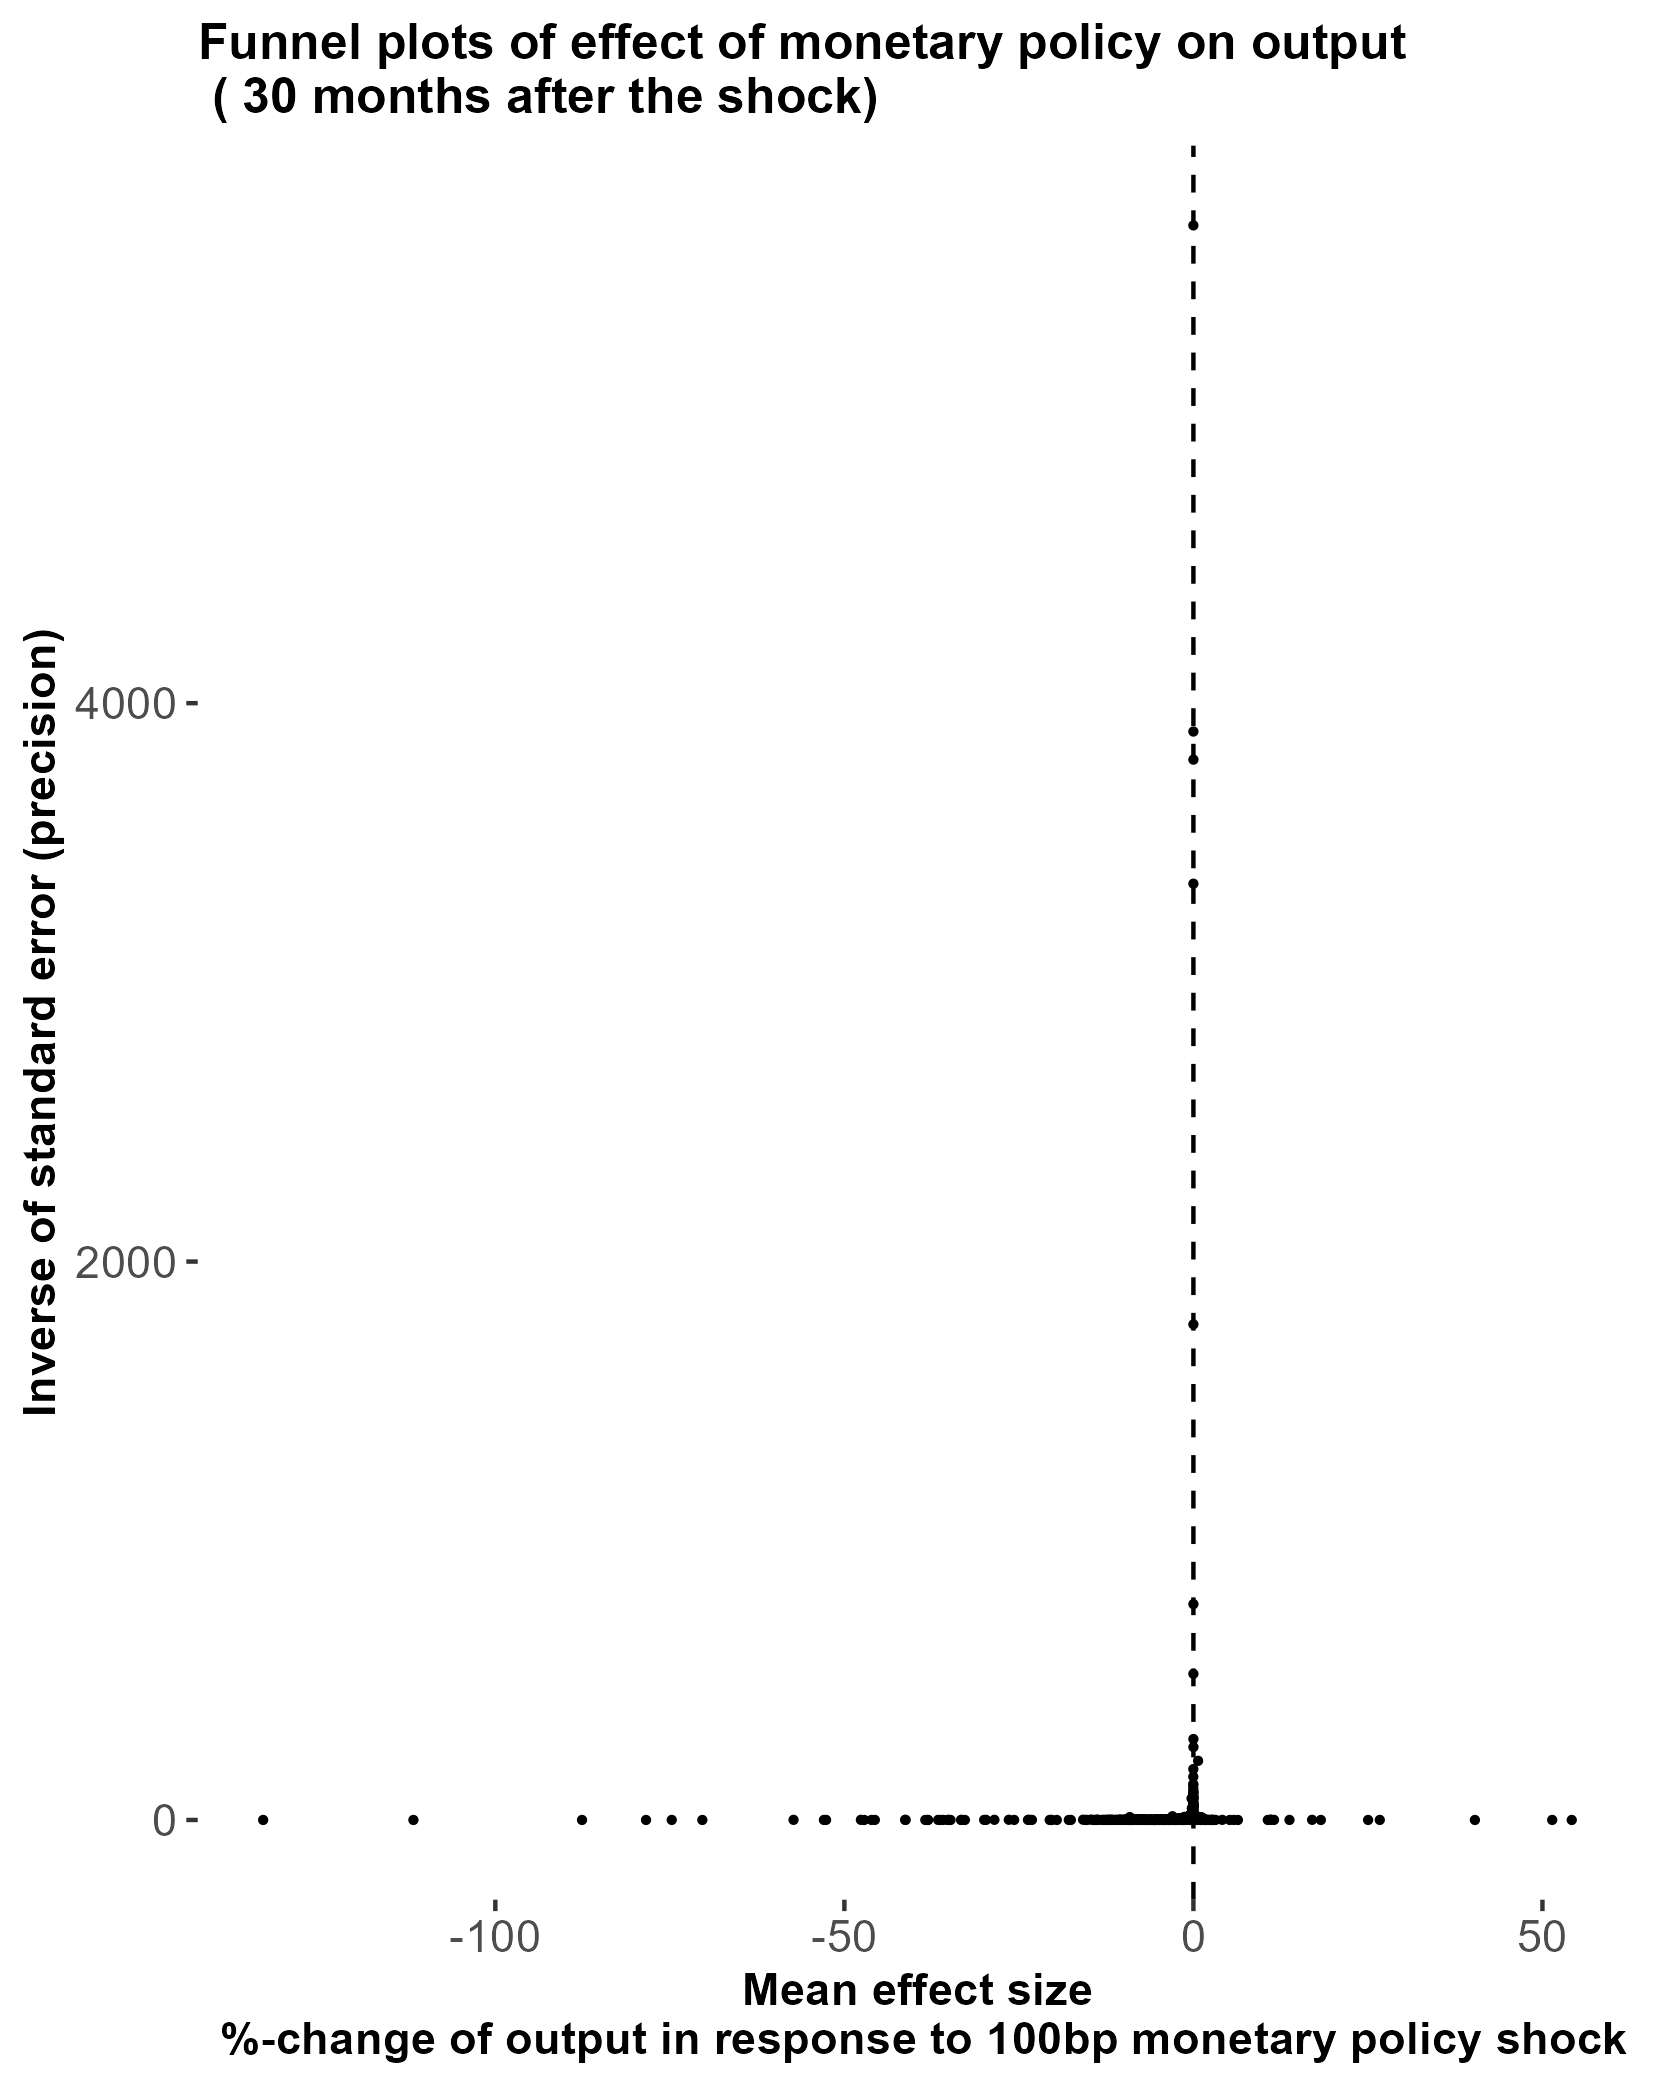 Funnel plots of effect of monetary policy on output
( 30 months after the shock)
Inverse of standard error (precision)
4000
2000
0
-100
-50
0
50
Mean effect size
%-change of output in response to 100bp monetary policy shock